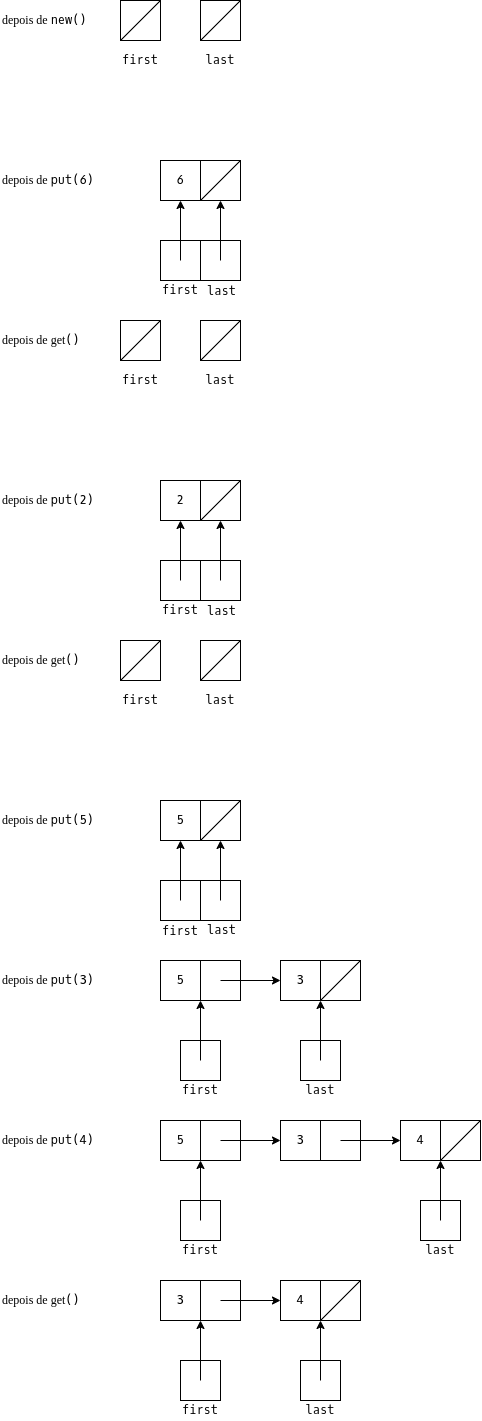 depois de new()
first last
depois de put(6) 6
first last
depois de get()
first last
depois de put(2) 2
first last
depois de get()
first last
depois de put(5) 5
first last
depois de put(3) 5 3
first last
depois de put(4) 5 3 4
first last
depois de get() 3 4
first last